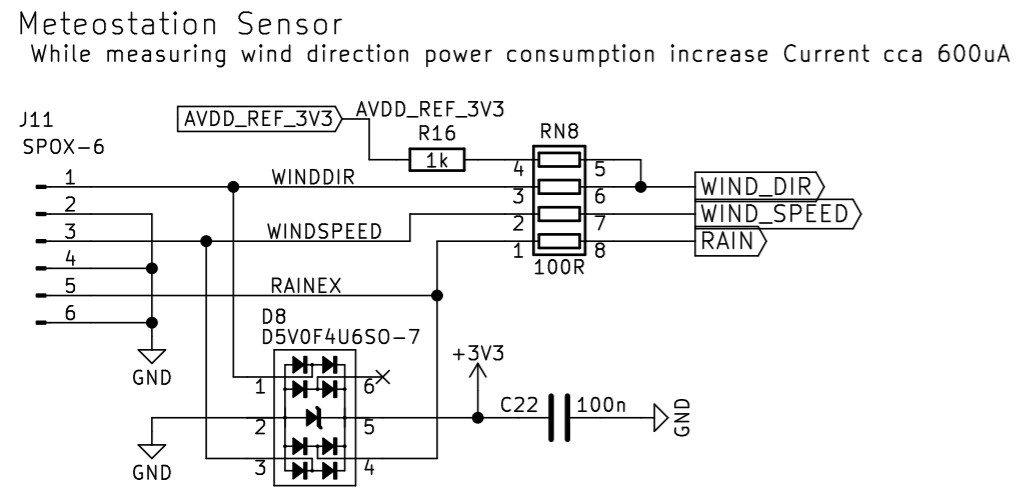 Meteostation Sensor
While measuring wind direction power consumption increase Current cca 600uA
J11
SPOX-6
AVDD_REF_3V3
AVDD_REF_3V3
R16
1k
RN8
1 WINDDIR
2
3 WINDSPEED
4
5 RAINEX
6
4 5
3 6
2 7
1 8
100R
WIND_DIR
WIND_SPEED
RAIN
GND
D8
D5V0F4U6SO-7
1 6
2 5
3 4
GND
+3V3
C22 100n
GND